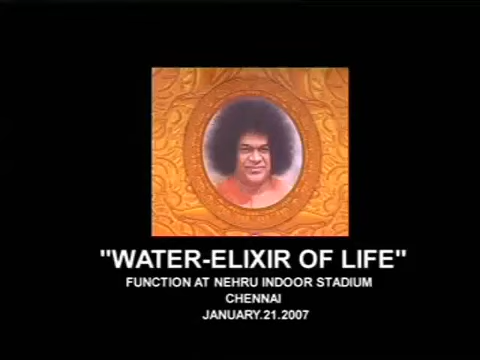 "WATER-ELIXIR OF LIFE"
FUNCTION AT NEHRU INDOOR STADIUM
CHENNAI
JANUARY.21.2007